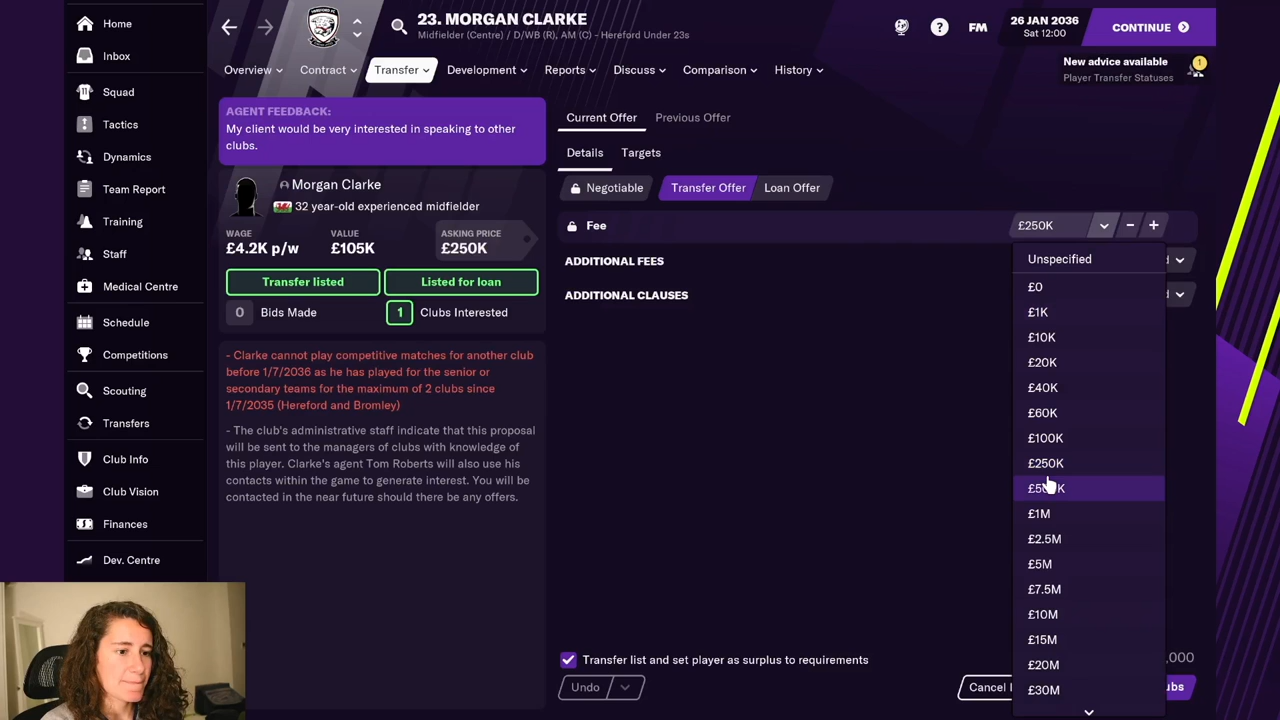 Home
Inbox
Squad
Tactics
Dynamics
Team Report
Training
Staff
Medical Centre
Schedule
Competitions
Scouting
Transfers
Club Info
Club Vision
Finances
Dev. Centre
23. MORGAN CLARKE
Midfielder (Centre) / D/WB (R), AM (C) - Hereford Under 23s
FM
26 JAN 2036
Sat 12:00
CONTINUE
Overview
Contract
Transfer
Development
Reports
Discuss
Comparison
History
New advice available
Player Transfer Statuses
1
AGENT FEEDBACK:
My client would be very interested in speaking to other
clubs.
Morgan Clarke
32 year-old experienced midfielder
WAGE
£4.2K p/w
VALUE
£105K
ASKING PRICE
£250K
Transfer listed
Listed for loan
0 Bids Made
1 Clubs Interested
- Clarke cannot play competitive matches for another club
before 1/7/2036 as he has played for the senior or
secondary teams for the maximum of 2 clubs since
1/7/2035 (Hereford and Bromley)
- The club's administrative staff indicate that this proposal
will be sent to the managers of clubs with knowledge of
this player. Clarke's agent Tom Roberts will also use his
contacts within the game to generate interest. You will be
contacted in the near future should there be any offers.
Current Offer
Previous Offer
Details
Targets
Negotiable
Transfer Offer
Loan Offer
Fee
£250K
ADDITIONAL FEES
ADDITIONAL CLAUSES
Unspecified
£0
£1K
£10K
£20K
£40K
£60K
£100K
£250K
£1M
£2.5M
£5M
£7.5M
£10M
£15M
£20M
£30M
Transfer list and set player as surplus to requirements
Undo
Cancel